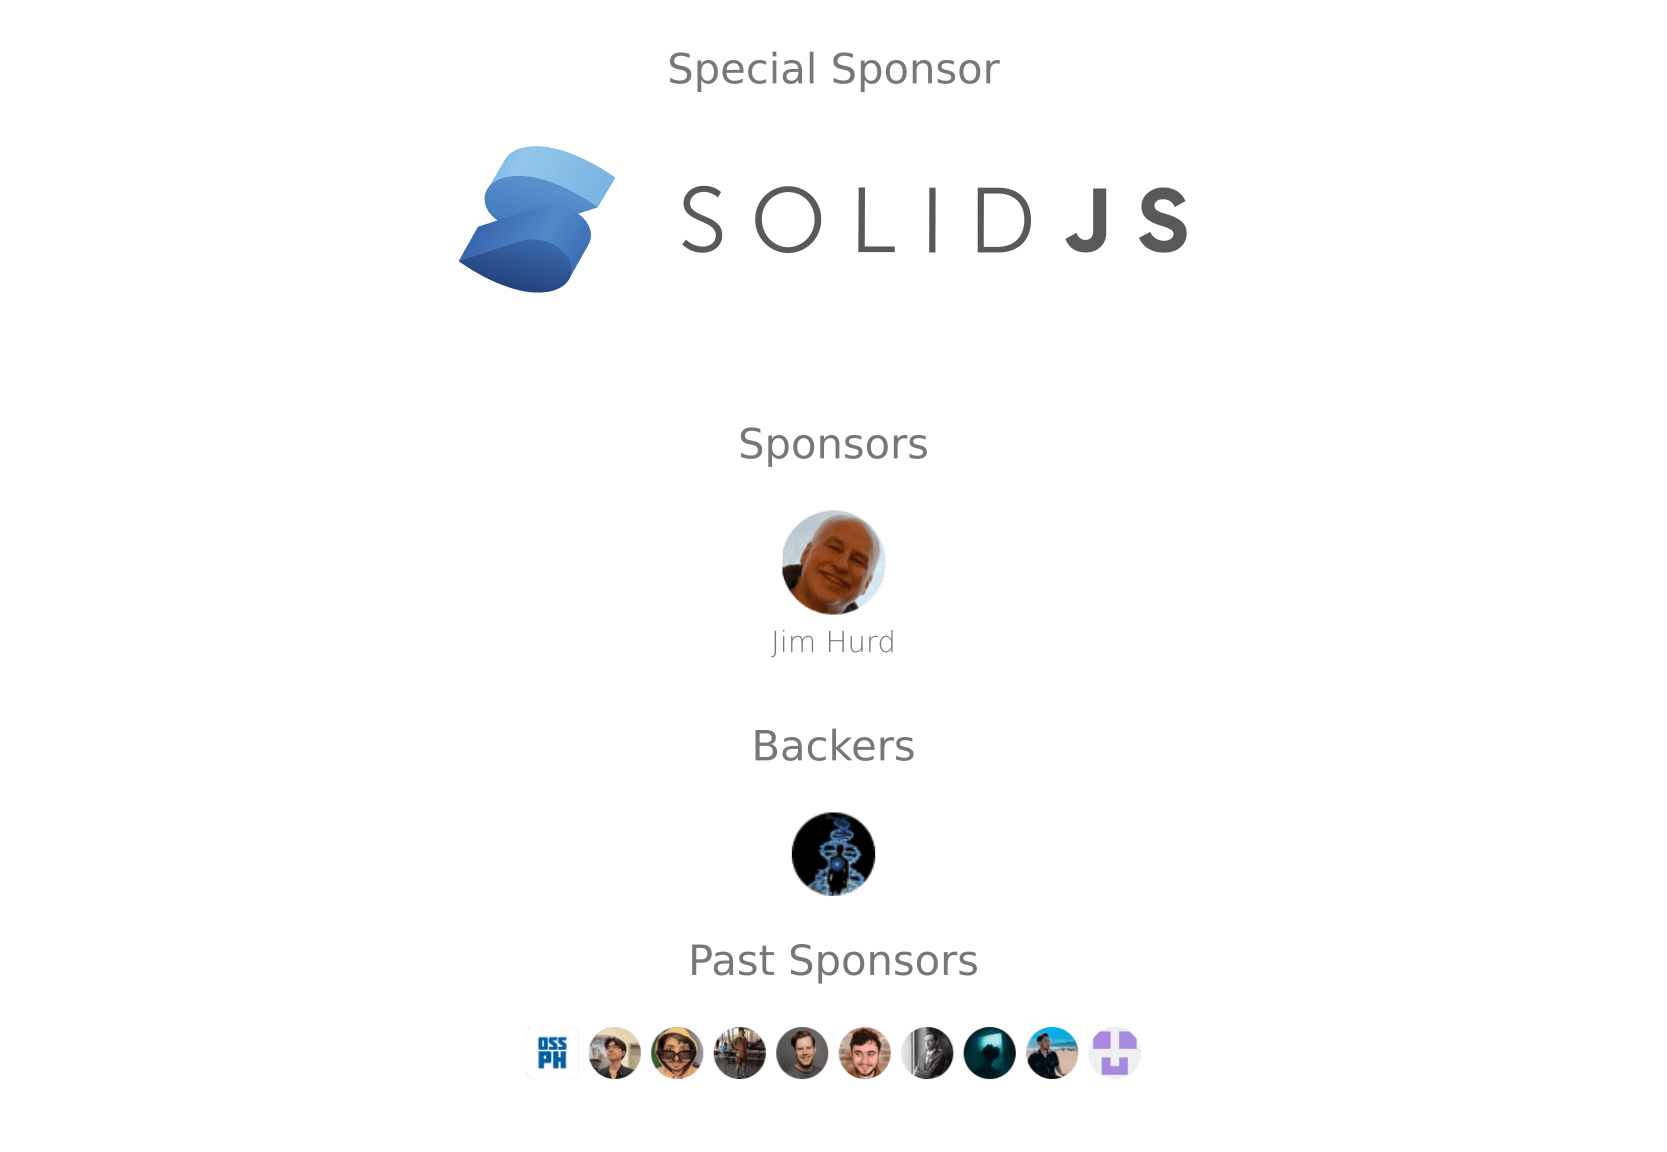 Special Sponsor
SOLIDJS
Sponsors
Jim Hurd
Backers
Past Sponsors
OSS
PH